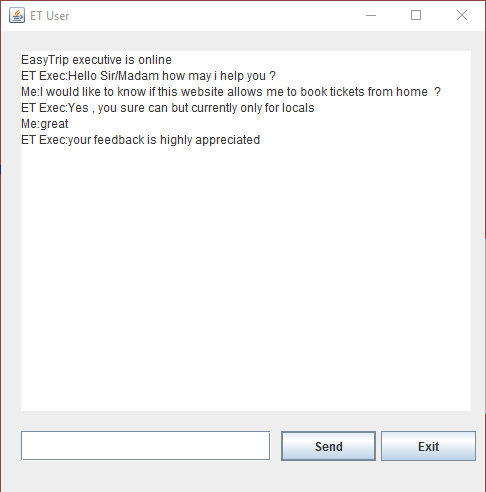 ET User
EasyTrip executive is online
ET Exec:Hello Sir/Madam how may i help you ?
Me:I would like to know if this website allows me to book tickets from home  ?
ET Exec:Yes , you sure can but currently only for locals
Me:great
ET Exec:your feedback is highly appreciated
Send Exit